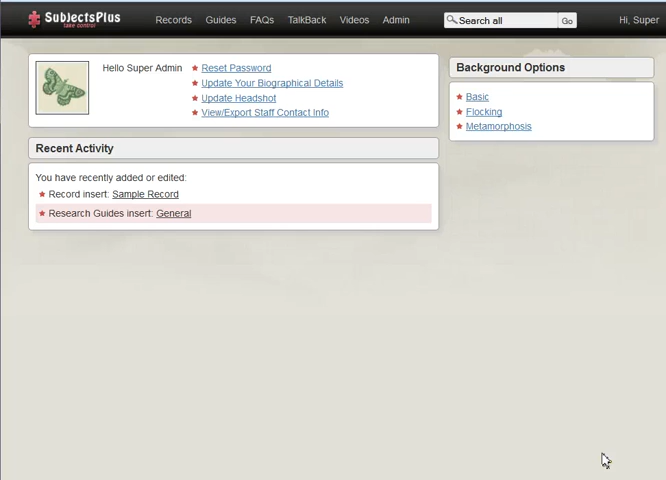 SubjectsPlus
take control
Records Guides FAQs TalkBack Videos Admin
Search all
Go
Hi, Super
Hello Super Admin
Reset Password
Update Your Biographical Details
Update Headshot
View/Export Staff Contact Info
Background Options
Basic
Flocking
Metamorphosis
Recent Activity
You have recently added or edited:
Record insert: Sample Record
Research Guides insert: General